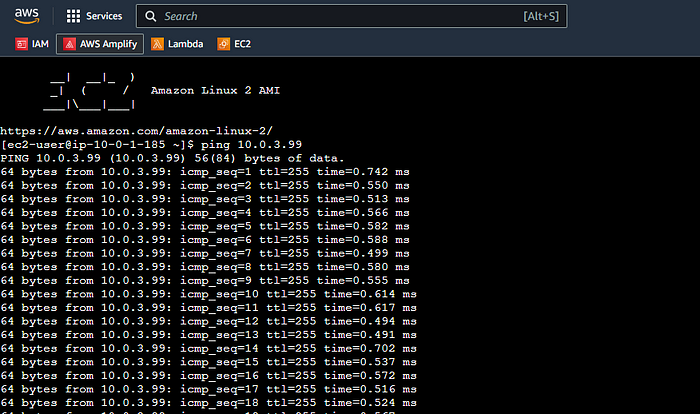 aws
Services
Search
[Alt+S]
IAM
AWS Amplify
Lambda
EC2
__|  __|_  )
_|  (     /   Amazon Linux 2 AMI
___|\___|___|
https://aws.amazon.com/amazon-linux-2/
[ec2-user@ip-10-0-1-185 ~]$ ping 10.0.3.99
PING 10.0.3.99 (10.0.3.99) 56(84) bytes of data.
64 bytes from 10.0.3.99: icmp_seq=1 ttl=255 time=0.742 ms
64 bytes from 10.0.3.99: icmp_seq=2 ttl=255 time=0.550 ms
64 bytes from 10.0.3.99: icmp_seq=3 ttl=255 time=0.513 ms
64 bytes from 10.0.3.99: icmp_seq=4 ttl=255 time=0.566 ms
64 bytes from 10.0.3.99: icmp_seq=5 ttl=255 time=0.582 ms
64 bytes from 10.0.3.99: icmp_seq=6 ttl=255 time=0.588 ms
64 bytes from 10.0.3.99: icmp_seq=7 ttl=255 time=0.499 ms
64 bytes from 10.0.3.99: icmp_seq=8 ttl=255 time=0.580 ms
64 bytes from 10.0.3.99: icmp_seq=9 ttl=255 time=0.555 ms
64 bytes from 10.0.3.99: icmp_seq=10 ttl=255 time=0.614 ms
64 bytes from 10.0.3.99: icmp_seq=11 ttl=255 time=0.617 ms
64 bytes from 10.0.3.99: icmp_seq=12 ttl=255 time=0.494 ms
64 bytes from 10.0.3.99: icmp_seq=13 ttl=255 time=0.491 ms
64 bytes from 10.0.3.99: icmp_seq=14 ttl=255 time=0.702 ms
64 bytes from 10.0.3.99: icmp_seq=15 ttl=255 time=0.537 ms
64 bytes from 10.0.3.99: icmp_seq=16 ttl=255 time=0.572 ms
64 bytes from 10.0.3.99: icmp_seq=17 ttl=255 time=0.516 ms
64 bytes from 10.0.3.99: icmp_seq=18 ttl=255 time=0.524 ms